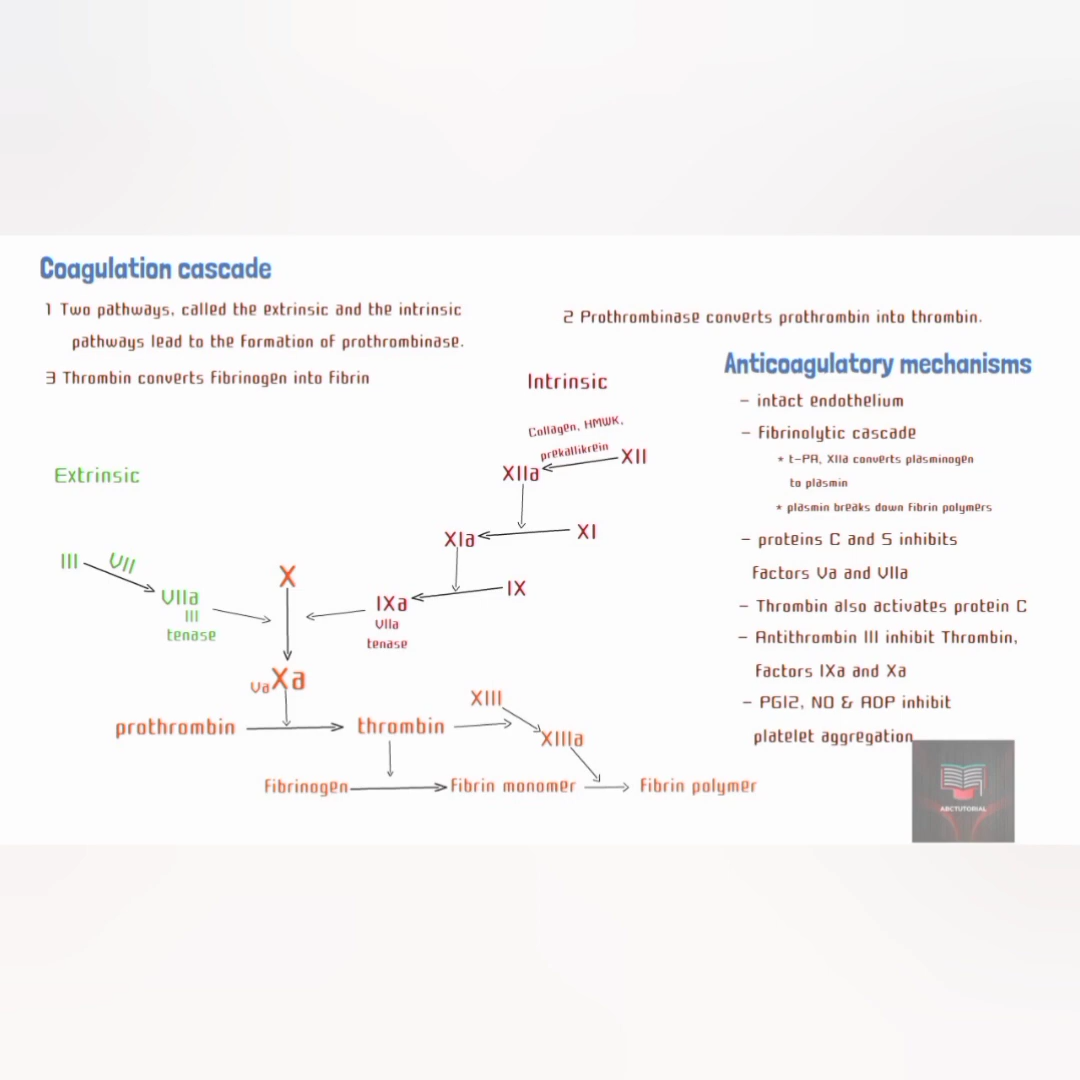 Coagulation cascade
1 Two pathways, called the extrinsic and the intrinsic
pathways lead to the formation of prothrombinase.
2 Prothrombinase converts prothrombin into thrombin.
3 Thrombin converts fibrinogen into fibrin
Intrinsic
Collagen, HMWK,
prekallikrein
XII
XIIa
XI
XIa
IX
IXa
VIIa
tenase
Extrinsic
III
VII
VIIa
III
tenase
X
Va Xa
prothrombin
thrombin
XIII
XIIIa
Fibrinogen
Fibrin monomer
Fibrin polymer
Anticoagulatory mechanisms
- intact endothelium
- fibrinolytic cascade
* t-PA, XIIa converts plasminogen
to plasmin
* plasmin breaks down fibrin polymers
- proteins C and S inhibits
factors Va and VIIa
- Thrombin also activates protein C
- Antithrombin III inhibit Thrombin,
factors IXa and Xa
- PGI2, NO & ADP inhibit
platelet aggregation
ABCTUTORIAL